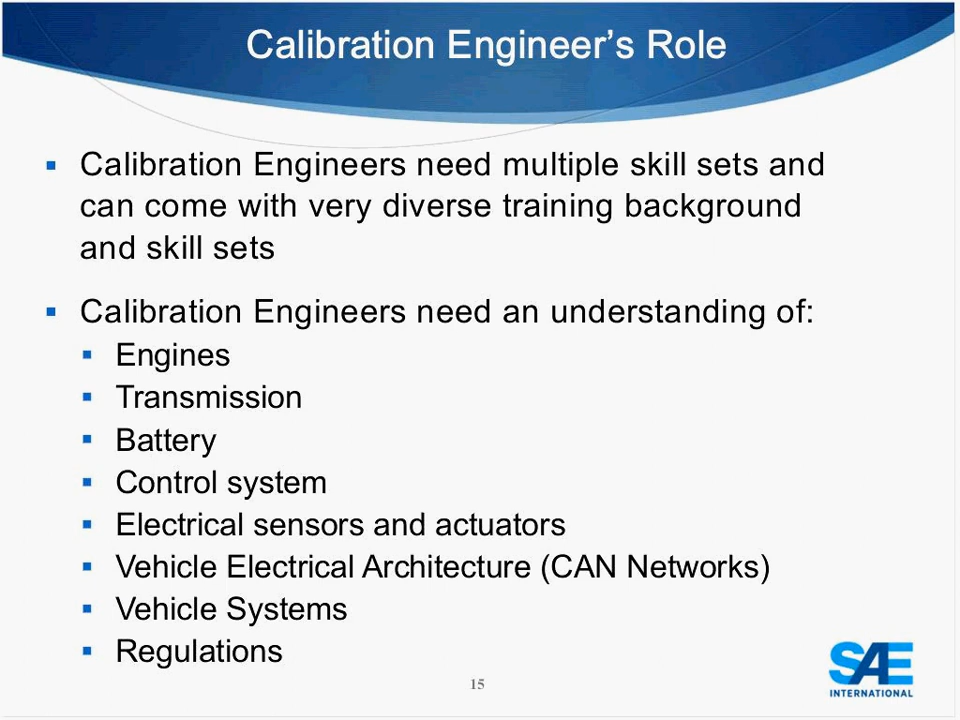 Calibration Engineer’s Role
▪ Calibration Engineers need multiple skill sets and
can come with very diverse training background
and skill sets
▪ Calibration Engineers need an understanding of:
▪ Engines
▪ Transmission
▪ Battery
▪ Control system
▪ Electrical sensors and actuators
▪ Vehicle Electrical Architecture (CAN Networks)
▪ Vehicle Systems
▪ Regulations
15
SAE
INTERNATIONAL